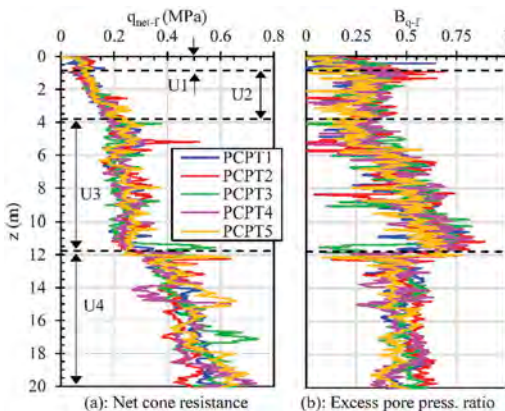 q_net-f (MPa)
0 0.2 0.4 0.6 0.8
B_q-f
0 0.25 0.5 0.75 1
z (m)
0
2
4
6
8
10
12
14
16
18
20
U1
U2
U3
U4
PCPT1
PCPT2
PCPT3
PCPT4
PCPT5
(a): Net cone resistance
(b): Excess pore press. ratio